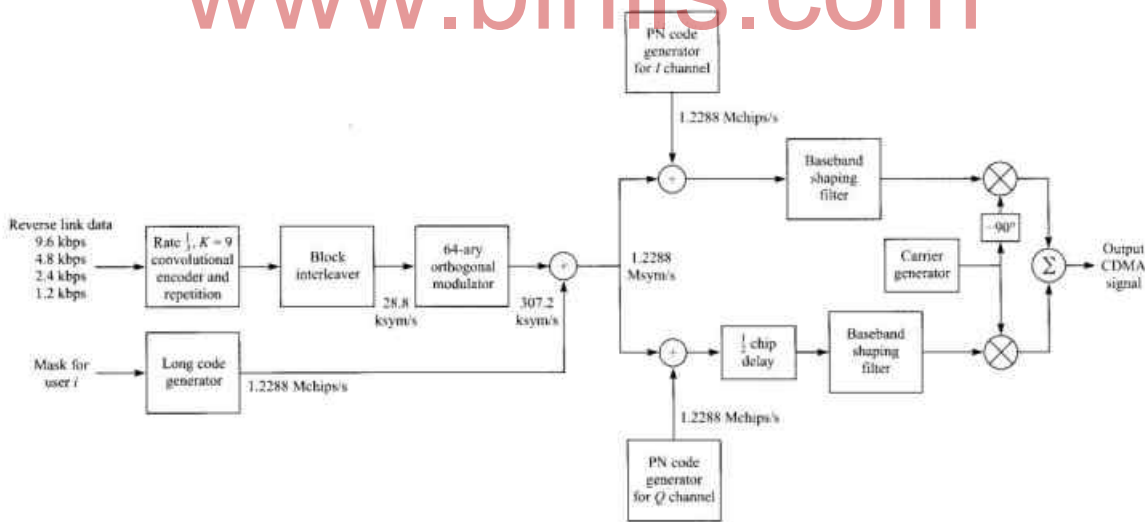 www.binils.com
PN code
generator
for I channel
1.2288 Mchips/s
Baseband
shaping
filter
Reverse link data
9.6 kbps
4.8 kbps
2.4 kbps
1.2 kbps
Rate 1/3, K = 9
convolutional
encoder and
repetition
Block
interleaver
28.8
ksym/s
64-ary
orthogonal
modulator
307.2
ksym/s
+
+
1.2288
Msym/s
−90°
Carrier
generator
Σ
Output
CDMA
signal
Mask for
user i
Long code
generator
1.2288 Mchips/s
+
chip
delay
Baseband
shaping
filter
1.2288 Mchips/s
PN code
generator
for Q channel